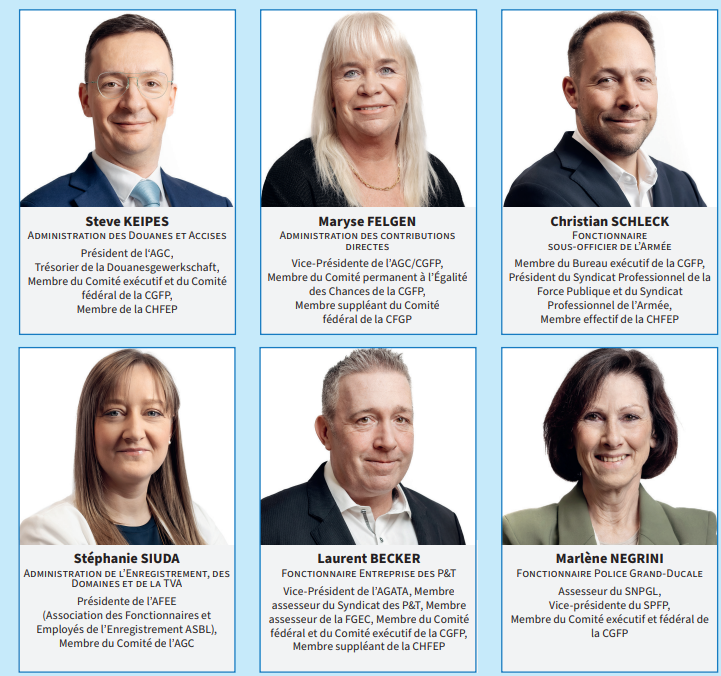 Steve KEIPES
Administration des Douanes et Accises
Président de l‘AGC,
Trésorier de la Douanesgewerkschaft,
Membre du Comité exécutif et du Comité
fédéral de la CGFP,
Membre de la CHFEP
Maryse FELGEN
Administration des contributions
directes
Vice-Présidente de l’AGC/CGFP,
Membre du Comité permanent à l’Égalité
des Chances de la CGFP,
Membre suppléant du Comité
fédéral de la CFGP
Christian SCHLECK
Fonctionnaire
sous-officier de l’Armée
Membre du Bureau exécutif de la CGFP,
Président du Syndicat Professionnel de la
Force Publique et du Syndicat
Professionnel de l’Armée,
Membre effectif de la CHFEP
Stéphanie SIUDA
Administration de l’Enregistrement, des
Domaines et de la TVA
Présidente de l’AFEE
(Association des Fonctionnaires et
Employés de l’Enregistrement ASBL),
Membre du Comité de l’AGC
Laurent BECKER
Fonctionnaire Entreprise des P&T
Vice-Président de l’AGATA, Membre
assesseur du Syndicat des P&T, Membre
assesseur de la FGEC, Membre du Comité
fédéral et du Comité exécutif de la CGFP,
Membre suppléant de la CHFEP
Marlène NEGRINI
Fonctionnaire Police Grand-Ducale
Assesseur du SNPGL,
Vice-présidente du SPFP,
Membre du Comité exécutif et fédéral de
la CGFP